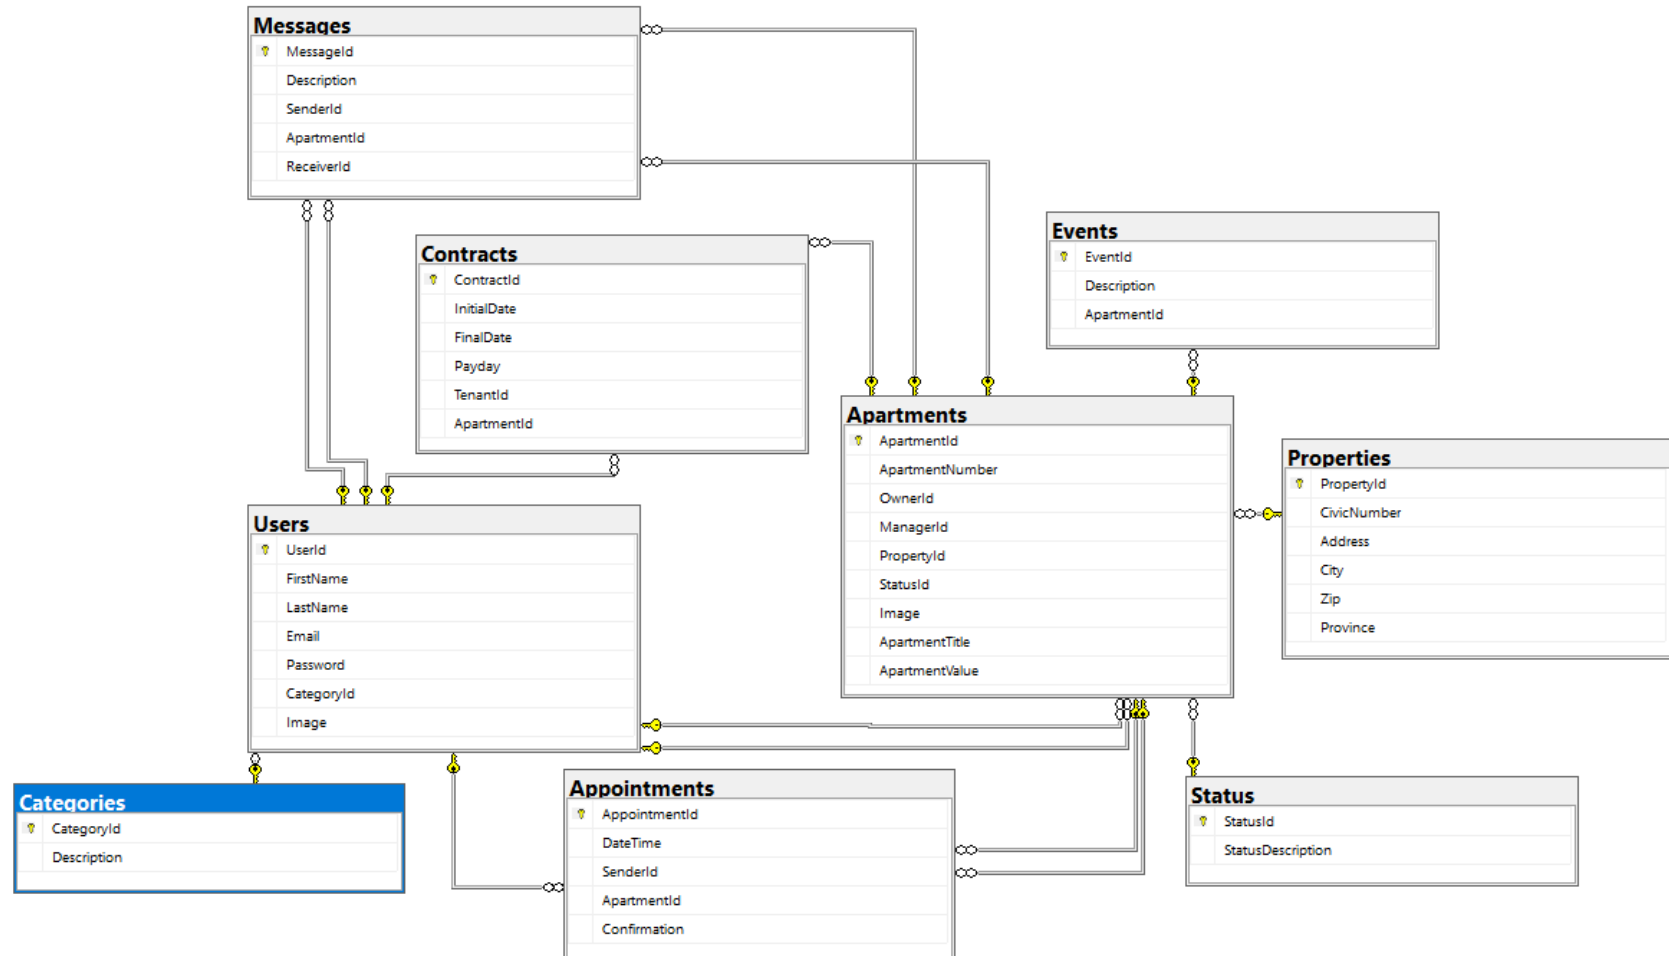 Messages
MessageId
Description
SenderId
ApartmentId
ReceiverId
Contracts
ContractId
InitialDate
FinalDate
Payday
TenantId
ApartmentId
Events
EventId
Description
ApartmentId
Apartments
ApartmentId
ApartmentNumber
OwnerId
ManagerId
PropertyId
StatusId
Image
ApartmentTitle
ApartmentValue
Properties
PropertyId
CivicNumber
Address
City
Zip
Province
Users
UserId
FirstName
LastName
Email
Password
CategoryId
Image
Categories
CategoryId
Description
Appointments
AppointmentId
DateTime
SenderId
ApartmentId
Confirmation
Status
StatusId
StatusDescription